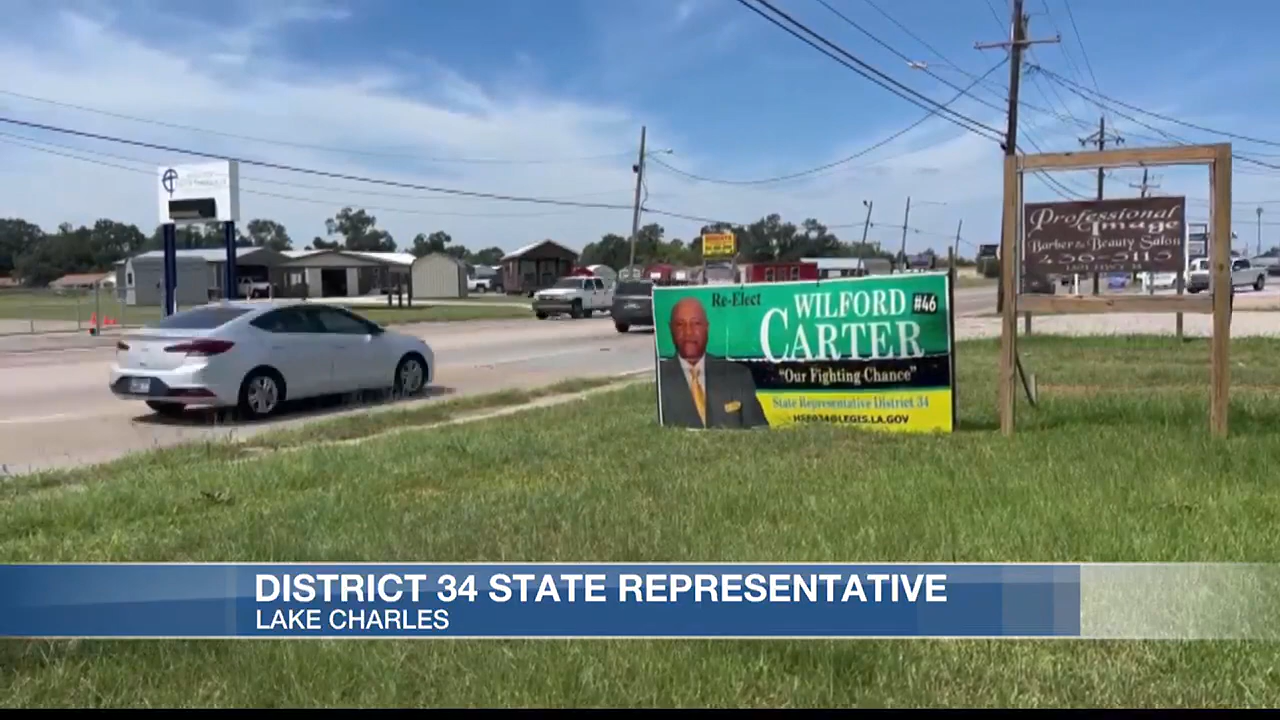 Re-Elect
WILFORD #46
CARTER
"Our Fighting Chance"
State Representative District 34
HSE034@LEGIS.LA.GOV
Professional
Image
Barber & Beauty Salon
DISTRICT 34 STATE REPRESENTATIVE
LAKE CHARLES